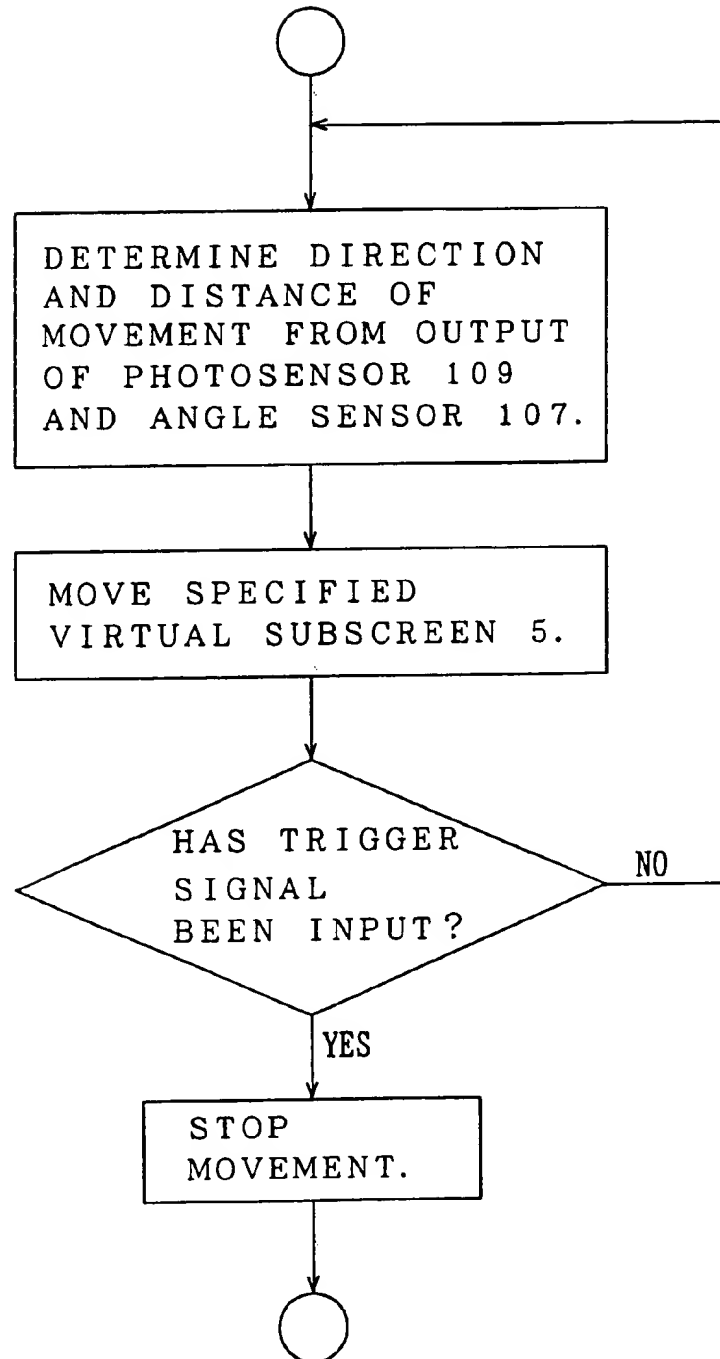 DETERMINE DIRECTION
AND DISTANCE OF
MOVEMENT FROM OUTPUT
OF PHOTOSENSOR 109
AND ANGLE SENSOR 107.
MOVE SPECIFIED
VIRTUAL SUBSCREEN 5.
HAS TRIGGER
SIGNAL
BEEN INPUT?
NO
YES
STOP
MOVEMENT.